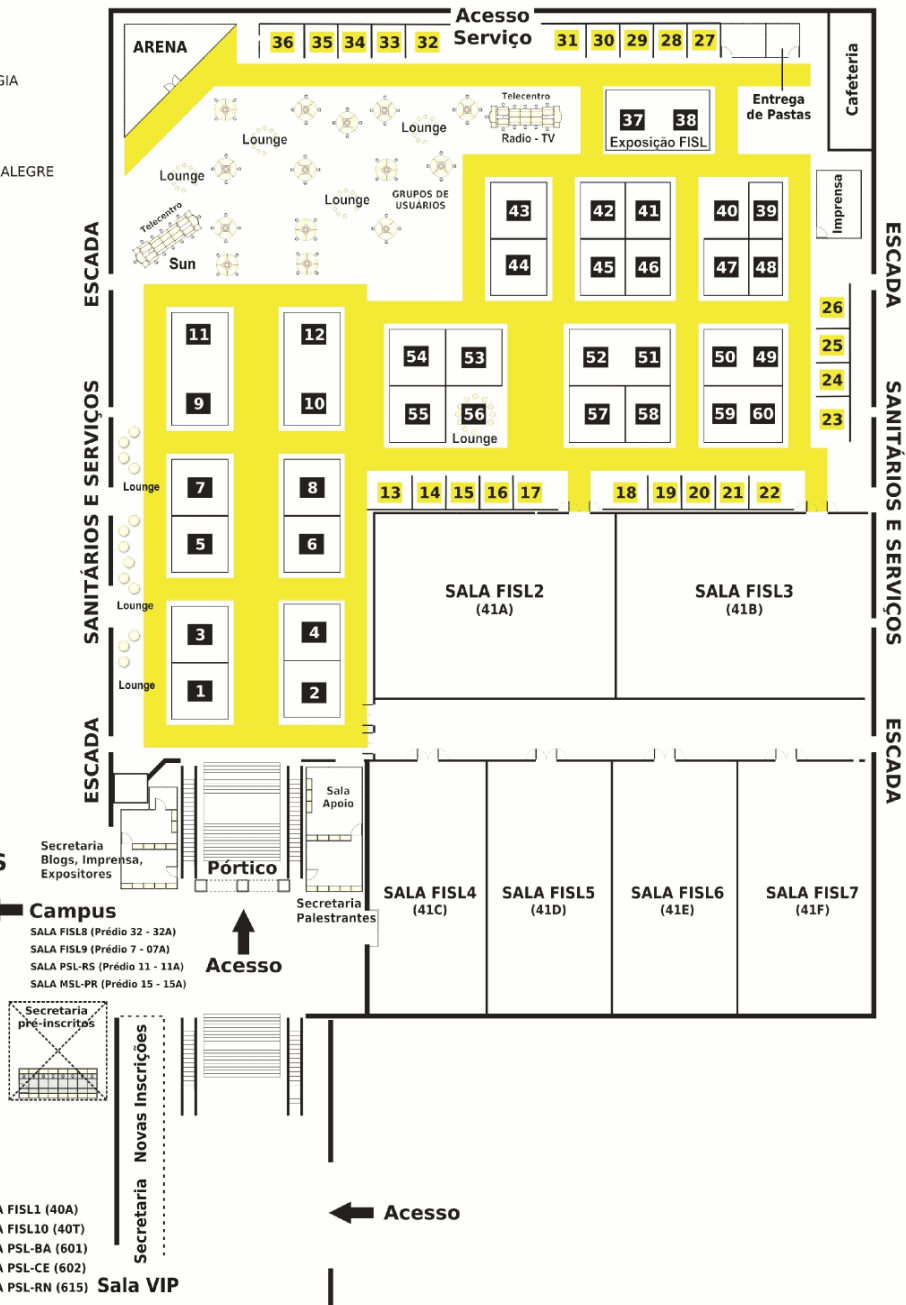 Acesso
Serviço
ARENA
36 35 34 33 32
31 30 29 28 27
Cafeteria
GIA
Entrega
de Pastas
Telecentro
Radio - TV
37 38
Exposição FISL
Lounge
Lounge
Lounge
Lounge
ALEGRE
GRUPOS DE
USUÁRIOS
Telecentro
Sun
Imprensa
ESCADA
ESCADA
43 42 41 40 39
44 45 46 47 48
26
25
24
23
11 12
9 10
54 53 52 51 50 49
55 56 57 58 59 60
Lounge
SANITÁRIOS E SERVIÇOS
SANITÁRIOS E SERVIÇOS
Lounge
7 8
13 14 15 16 17
18 19 20 21 22
5 6
Lounge
3 4
1 2
Lounge
SALA FISL2
(41A)
SALA FISL3
(41B)
ESCADA
ESCADA
Sala
Apoio
Secretaria
Blogs, Imprensa,
Expositores
Pórtico
Secretaria
Palestrantes
SALA FISL4
(41C)
SALA FISL5
(41D)
SALA FISL6
(41E)
SALA FISL7
(41F)
S
Campus
SALA FISL8 (Prédio 32 - 32A)
SALA FISL9 (Prédio 7 - 07A)
SALA PSL-RS (Prédio 11 - 11A)
SALA MSL-PR (Prédio 15 - 15A)
Acesso
Secretaria
pré-inscritos
Secretaria Novas Inscrições
Acesso
A FISL1 (40A)
A FISL10 (40T)
A PSL-BA (601)
A PSL-CE (602)
A PSL-RN (615)
Sala VIP